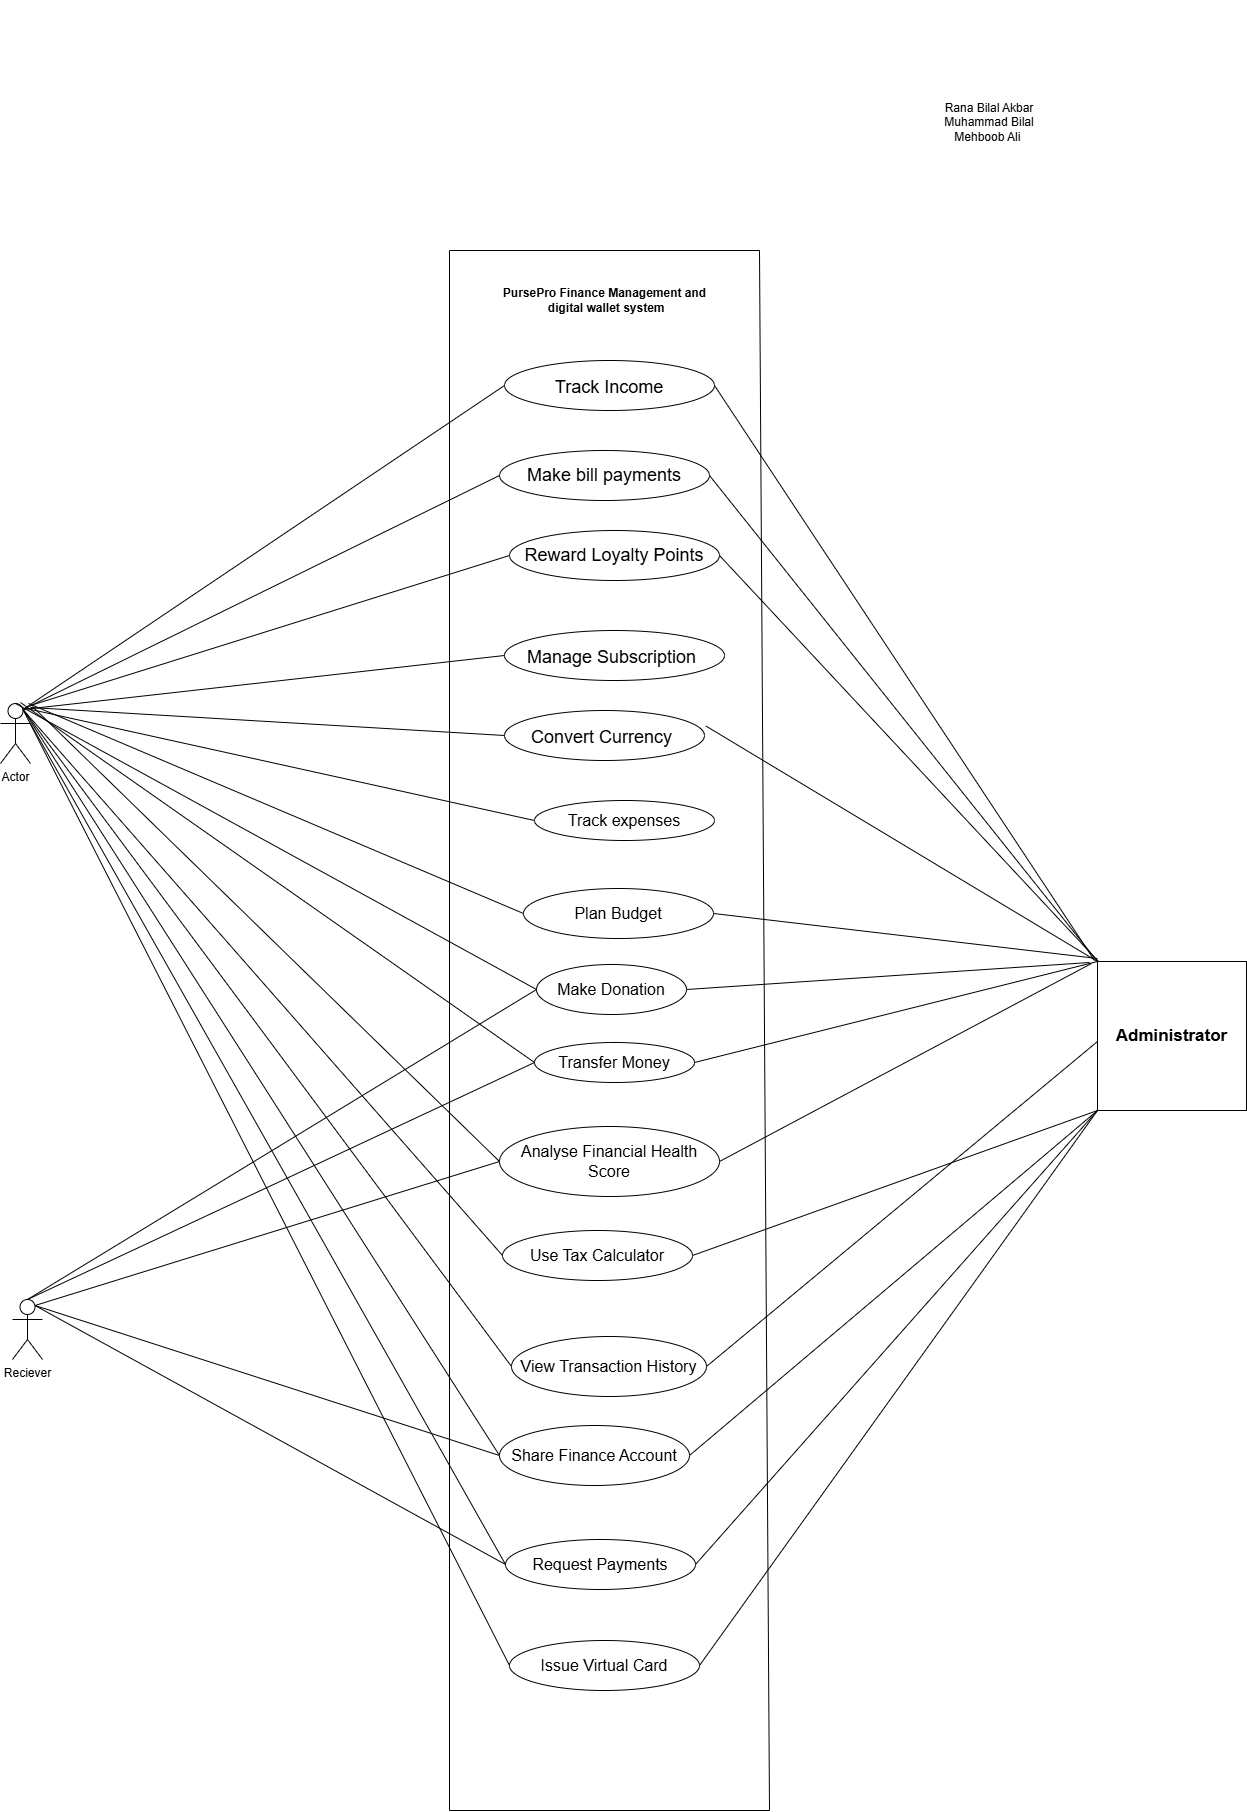 Rana Bilal Akbar
Muhammad Bilal
Mehboob Ali
PursePro Finance Management and
digital wallet system
Track Income
Make bill payments
Reward Loyalty Points
Manage Subscription
Actor
Convert Currency
Track expenses
Plan Budget
Make Donation
Administrator
Transfer Money
Analyse Financial Health
Score
Use Tax Calculator
Reciever
View Transaction History
Share Finance Account
Request Payments
Issue Virtual Card